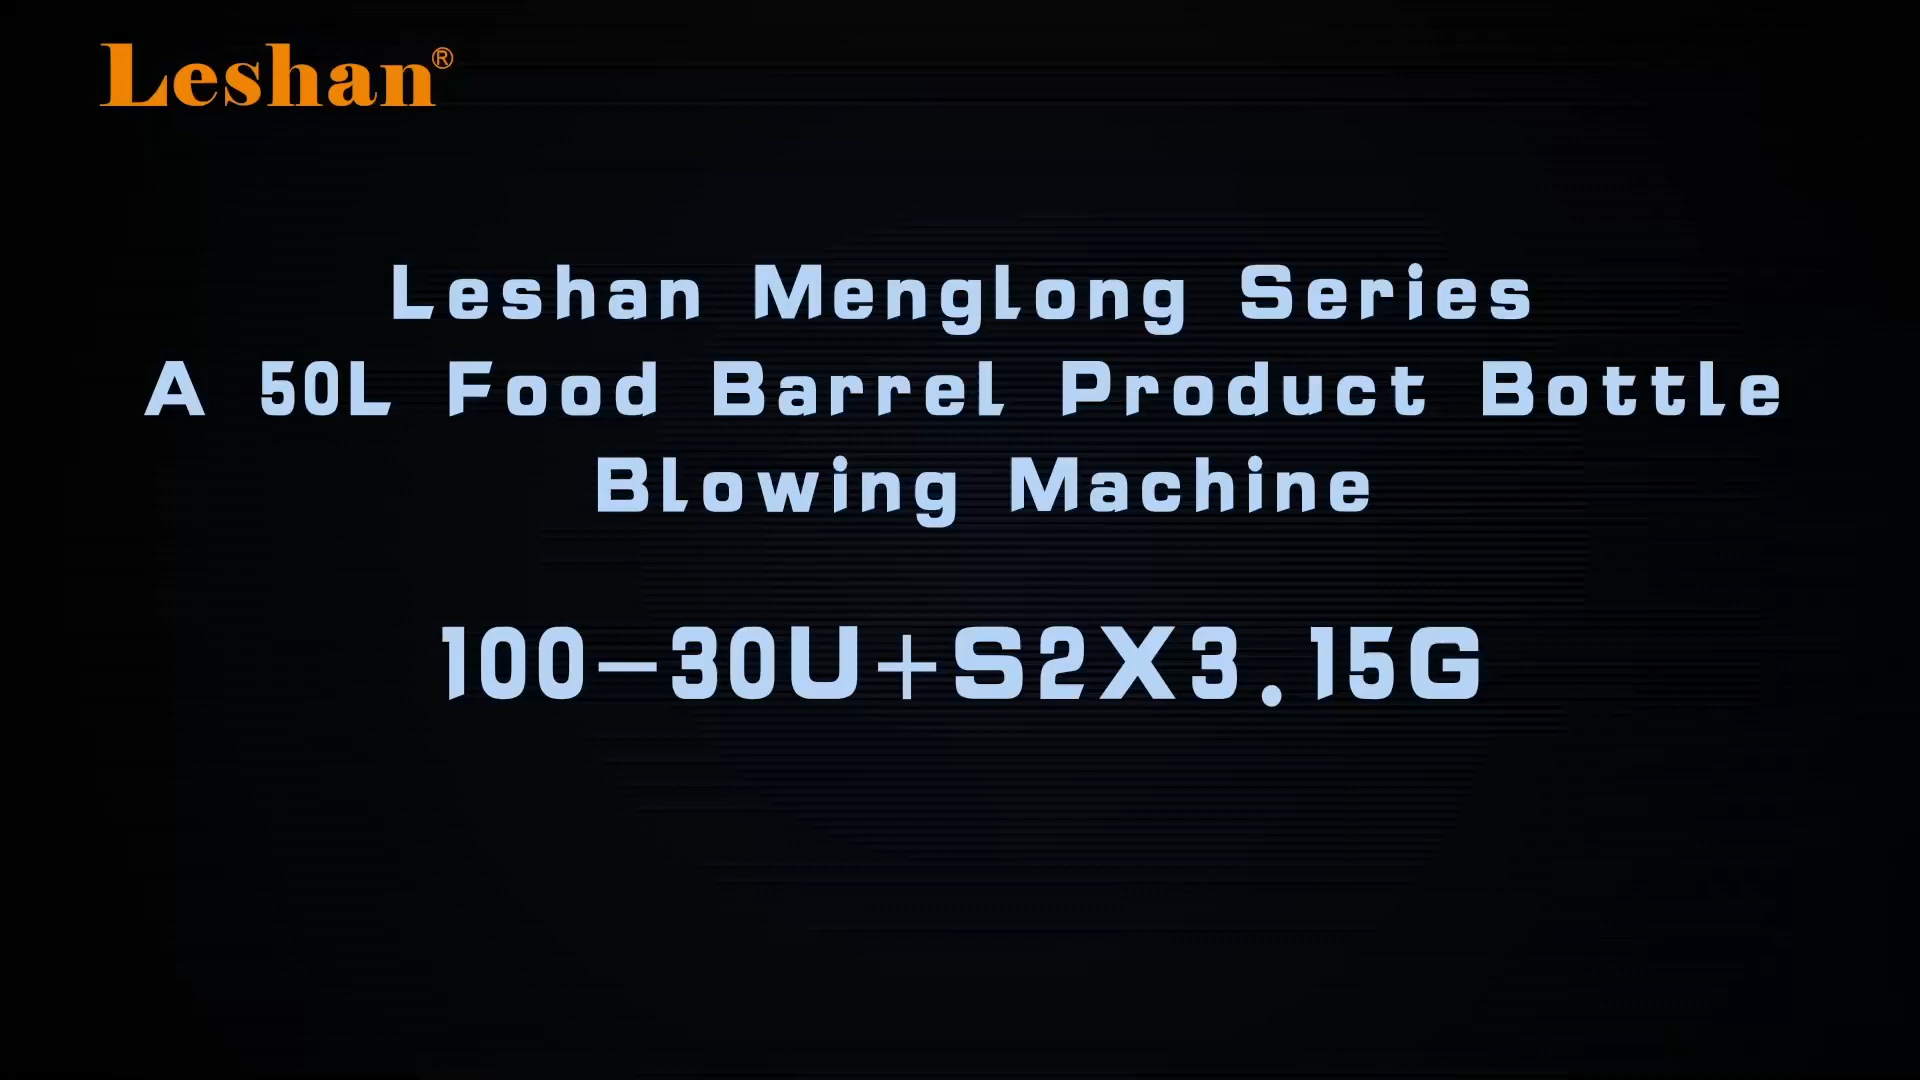 Leshan®
Leshan Menglong Series
A 50L Food Barrel Product Bottle
Blowing Machine
100-30U+S2X3.15G